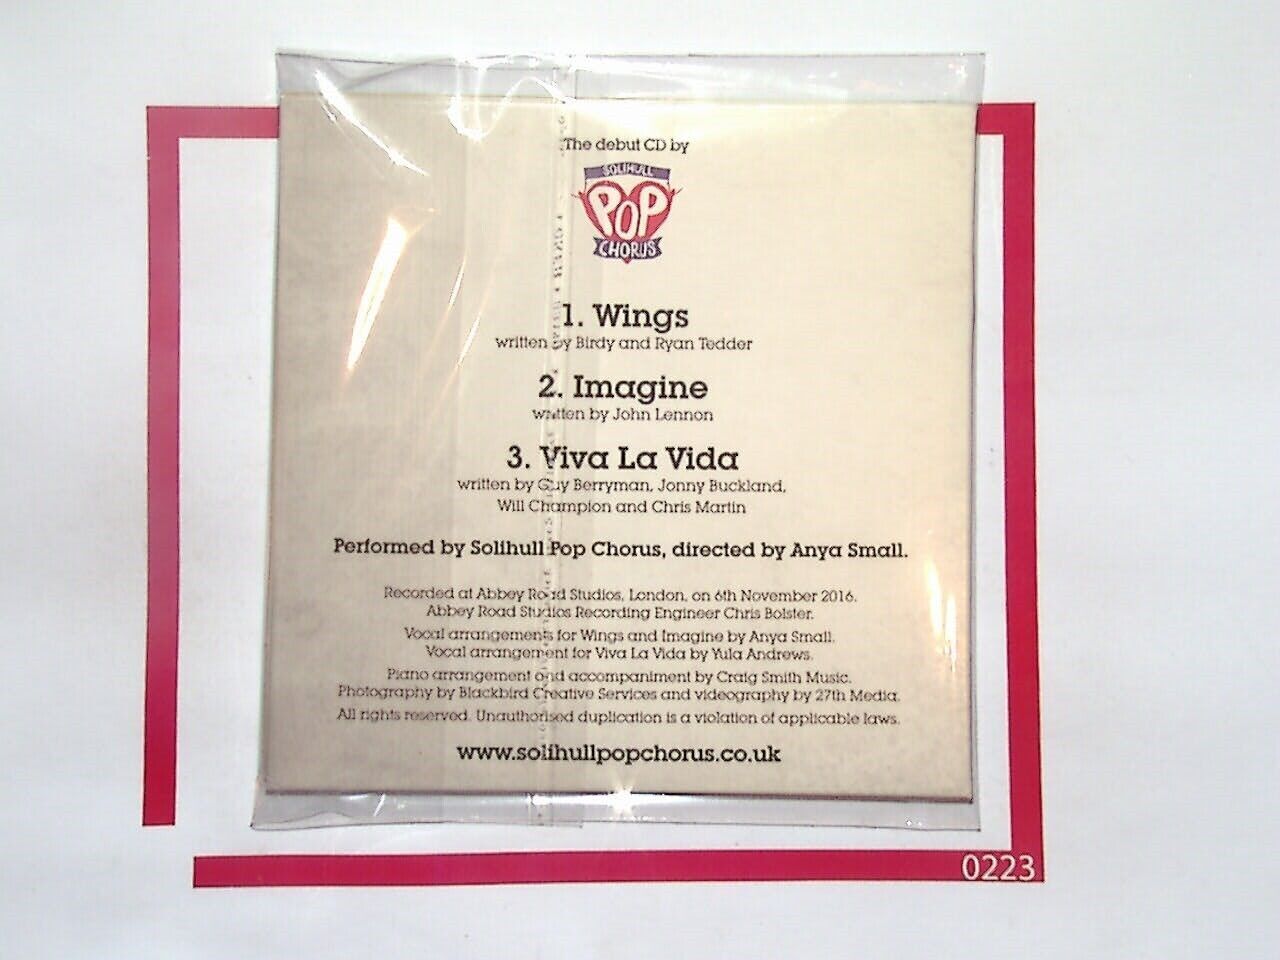 The debut CD by
SOLIHULL
POP
CHORUS
1. Wings
written by Birdy and Ryan Tedder
2. Imagine
written by John Lennon
3. Viva La Vida
written by Guy Berryman, Jonny Buckland,
Will Champion and Chris Martin
Performed by Solihull Pop Chorus, directed by Anya Small.
Recorded at Abbey Road Studios, London, on 6th November 2016.
Abbey Road Studios Recording Engineer Chris Bolster.
Vocal arrangements for Wings and Imagine by Anya Small.
Vocal arrangement for Viva La Vida by Yula Andrews.
Piano arrangement and accompaniment by Craig Smith Music.
Photography by Blackbird Creative Services and videography by 27th Media.
All rights reserved. Unauthorised duplication is a violation of applicable laws.
www.solihullpopchorus.co.uk
0223